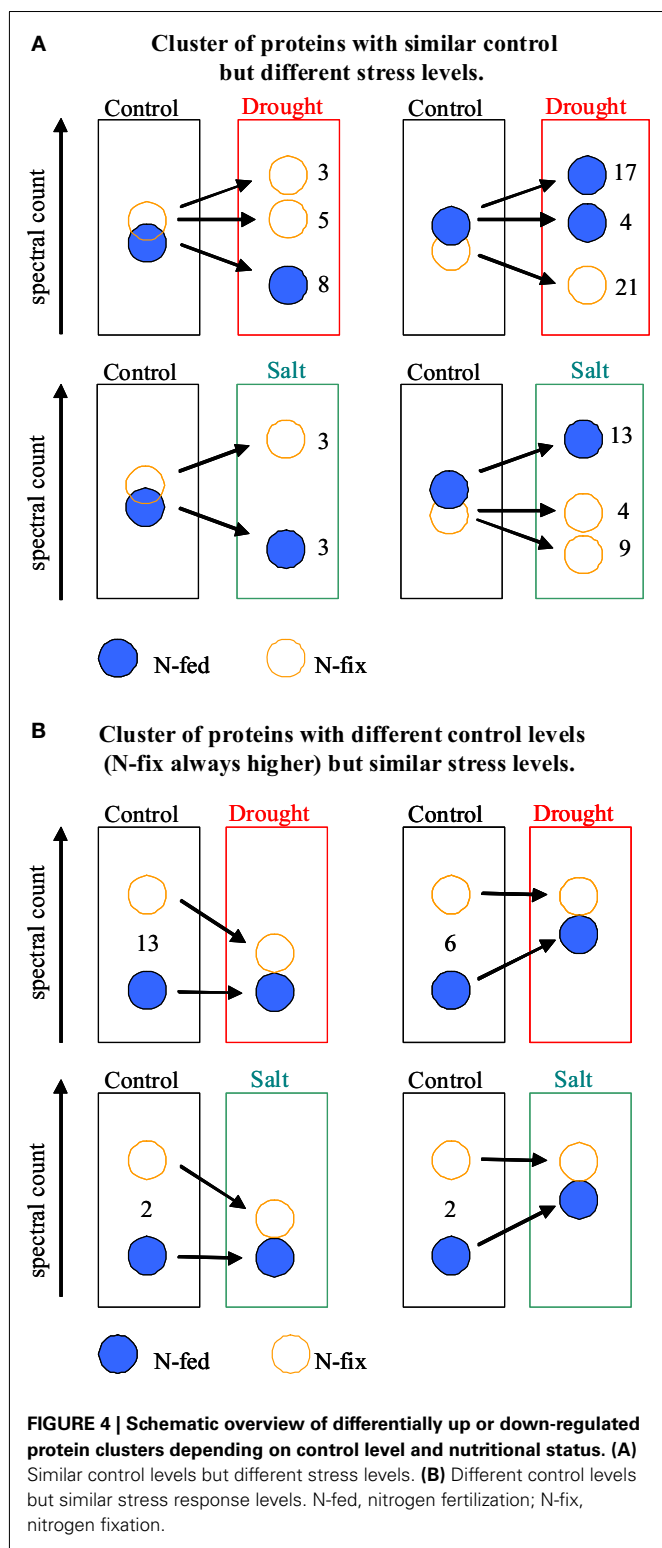 A
Cluster of proteins with similar control
but different stress levels.
spectral count
Control
Drought
3
5
8
Control
Drought
17
4
21
spectral count
Control
Salt
3
3
Control
Salt
13
4
9
N-fed
N-fix
B
Cluster of proteins with different control levels
(N-fix always higher) but similar stress levels.
spectral count
Control
Drought
13
Control
Drought
6
spectral count
Control
Salt
2
Control
Salt
2
N-fed
N-fix
FIGURE 4 | Schematic overview of differentially up or down-regulated
protein clusters depending on control level and nutritional status. (A)
Similar control levels but different stress levels. (B) Different control levels
but similar stress response levels. N-fed, nitrogen fertilization; N-fix,
nitrogen fixation.